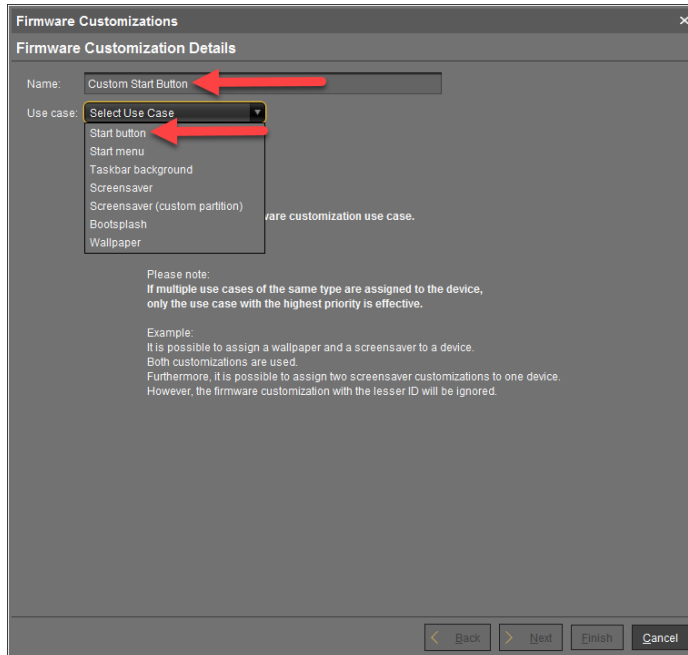 Firmware Customizations
Firmware Customization Details
Name: Custom Start Button
Use case: Select Use Case
Start button
Start menu
Taskbar background
Screensaver
Screensaver (custom partition)
Bootsplash
Wallpaper
customization use case.
Please note:
If multiple use cases of the same type are assigned to the device,
only the use case with the highest priority is effective.
Example:
It is possible to assign a wallpaper and a screensaver to a device.
Both customizations are used.
Furthermore, it is possible to assign two screensaver customizations to one device.
However, the firmware customization with the lesser ID will be ignored.
Back Next Finish Cancel